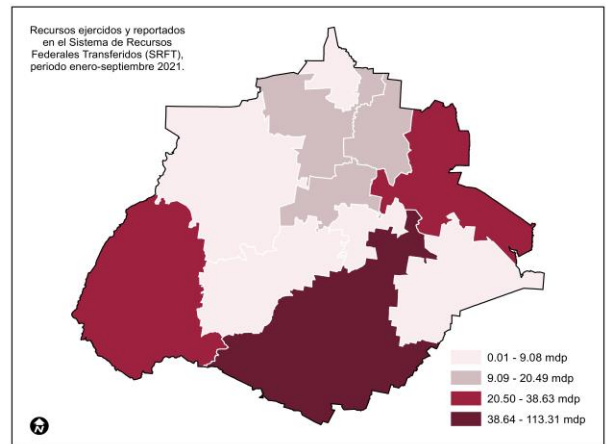 Recursos ejercidos y reportados
en el Sistema de Recursos
Federales Transferidos (SRFT),
periodo enero-septiembre 2021.
0.01 - 9.08 mdp
9.09 - 20.49 mdp
20.50 - 38.63 mdp
38.64 - 113.31 mdp
N